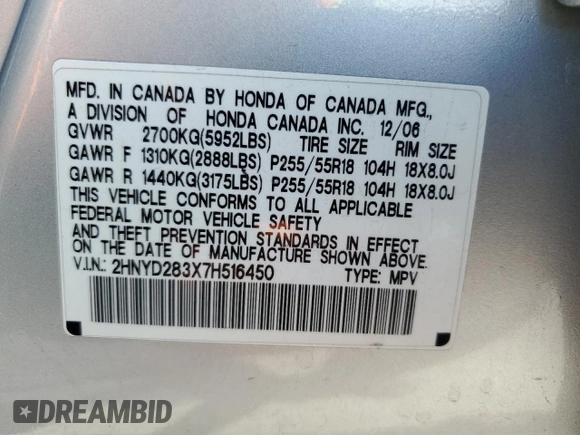 MFD. IN CANADA BY HONDA OF CANADA MFG.,
A DIVISION OF HONDA CANADA INC. 12/06
GVWR 2700KG(5952LBS) TIRE SIZE RIM SIZE
GAWR F 1310KG(2888LBS) P255/55R18 104H 18X8.0J
GAWR R 1440KG(3175LBS) P255/55R18 104H 18X8.0J
THIS VEHICLE CONFORMS TO ALL APPLICABLE
FEDERAL MOTOR VEHICLE SAFETY
AND THEFT PREVENTION STANDARDS IN EFFECT
ON THE DATE OF MANUFACTURE SHOWN ABOVE.
V.I.N.: 2HNYD283X7H516450 TYPE: MPV
DREAMBID